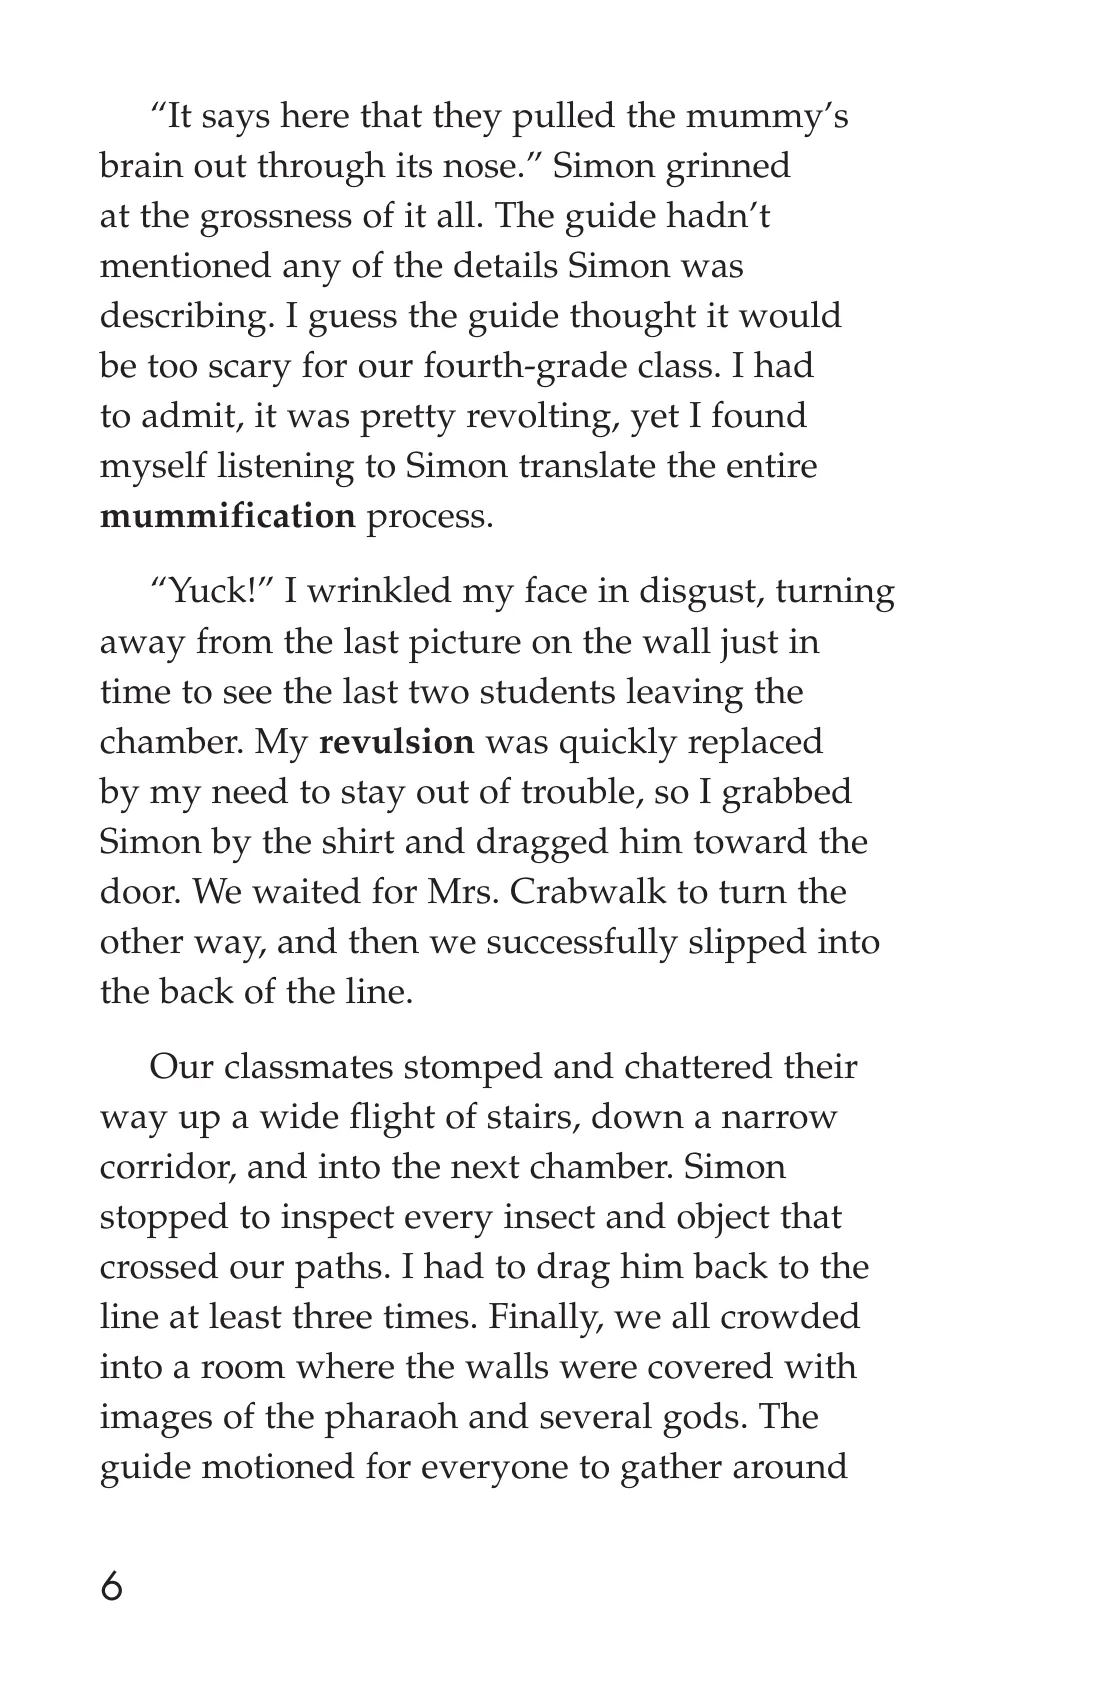 “It says here that they pulled the mummy’s
brain out through its nose.” Simon grinned
at the grossness of it all. The guide hadn’t
mentioned any of the details Simon was
describing. I guess the guide thought it would
be too scary for our fourth-grade class. I had
to admit, it was pretty revolting, yet I found
myself listening to Simon translate the entire
mummification process.
“Yuck!” I wrinkled my face in disgust, turning
away from the last picture on the wall just in
time to see the last two students leaving the
chamber. My revulsion was quickly replaced
by my need to stay out of trouble, so I grabbed
Simon by the shirt and dragged him toward the
door. We waited for Mrs. Crabwalk to turn the
other way, and then we successfully slipped into
the back of the line.
Our classmates stomped and chattered their
way up a wide flight of stairs, down a narrow
corridor, and into the next chamber. Simon
stopped to inspect every insect and object that
crossed our paths. I had to drag him back to the
line at least three times. Finally, we all crowded
into a room where the walls were covered with
images of the pharaoh and several gods. The
guide motioned for everyone to gather around
6